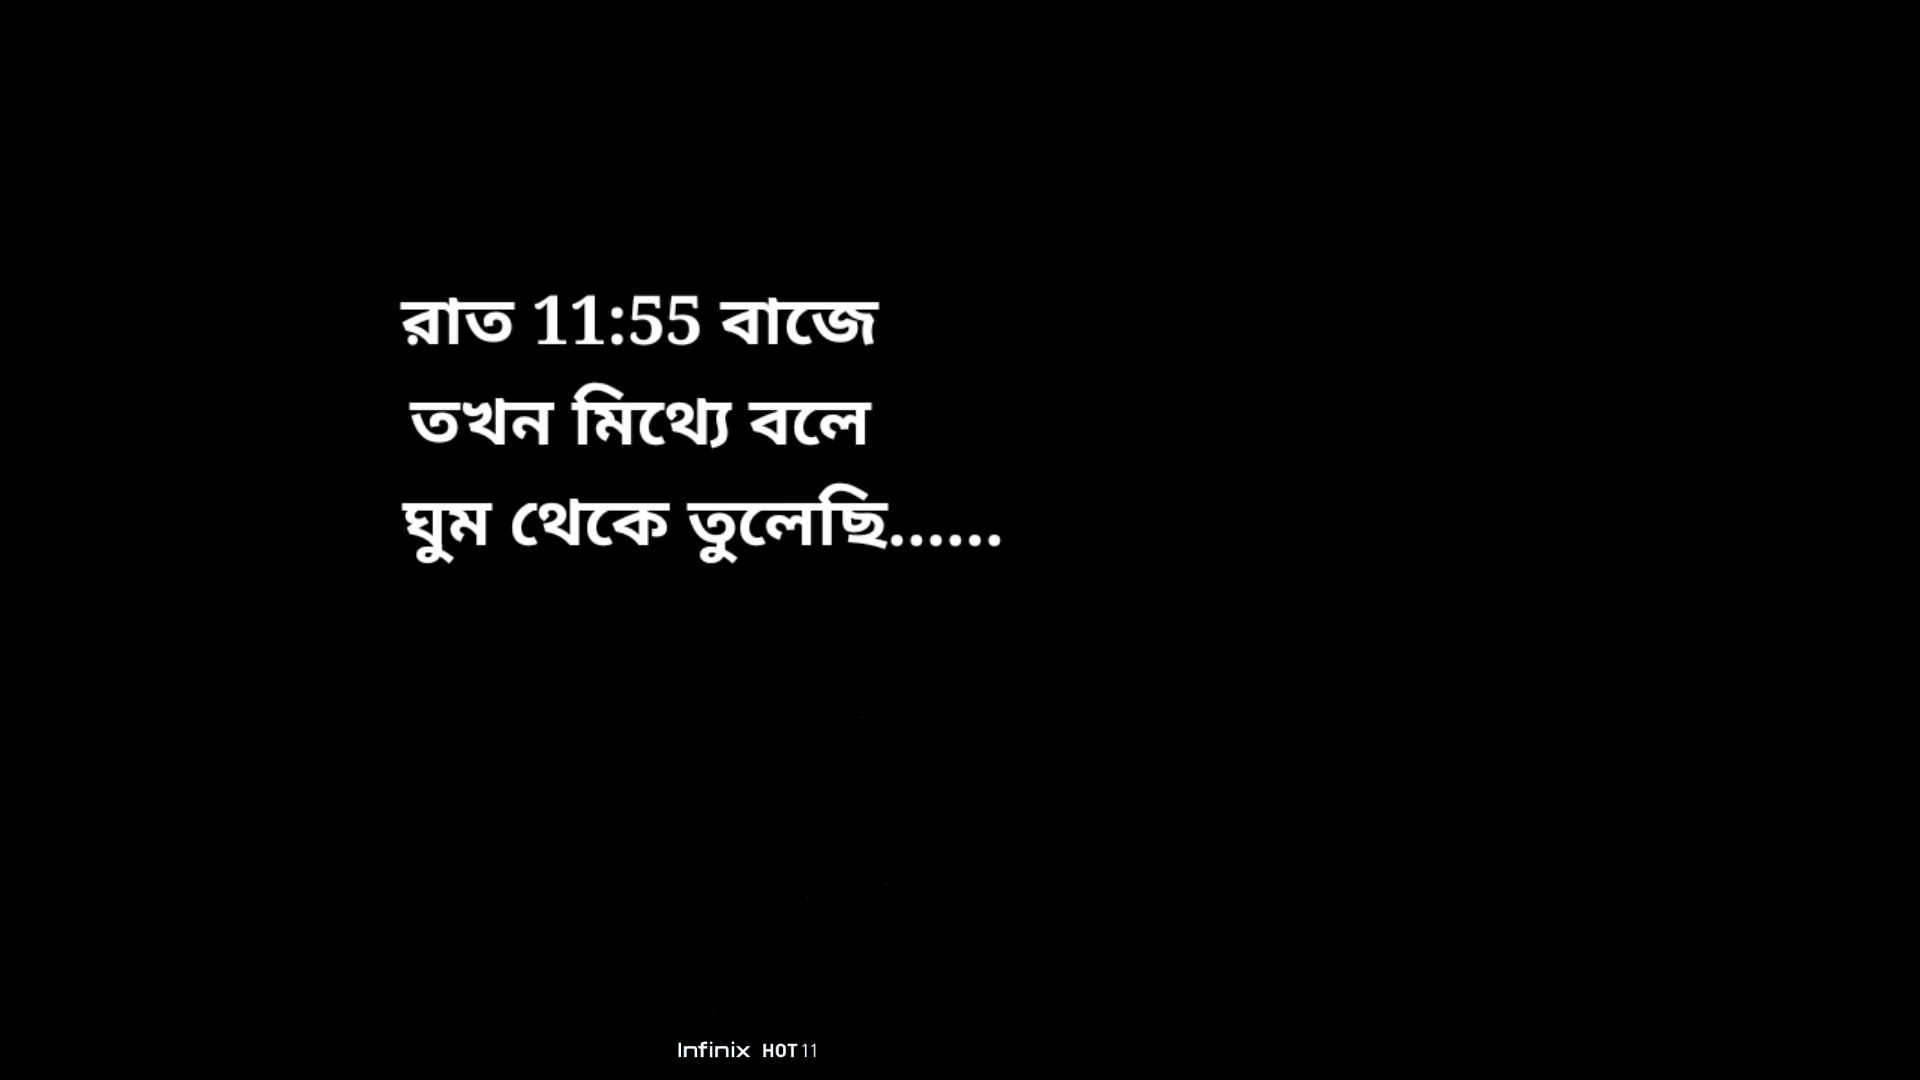 রাত 11:55 বাজে
তখন মিথ্যে বলে
ঘুম থেকে তুলেছি......
Infinix HOT 11